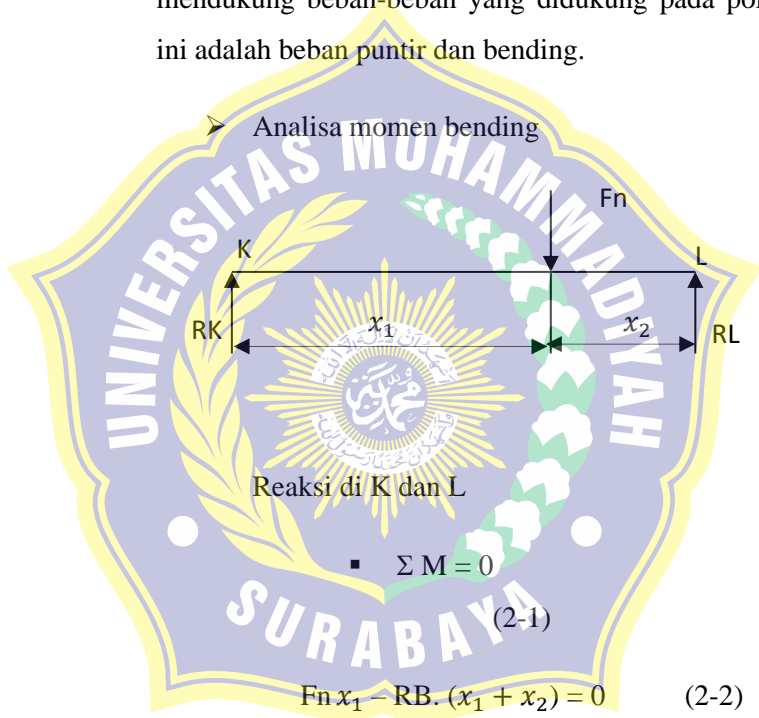 mendukung beban-beban yang didukung pada
ini adalah beban puntir dan bending.
➢ Analisa momen bending
UNIVERSITAS MUHAMMADIYAH
Fn
K
L
RK
x₁
x₂
RL
Reaksi di K dan L
▪ Σ M = 0
(2-1)
SURABAYA
Fn x₁ – RB. (x₁ + x₂) = 0 (2-2)